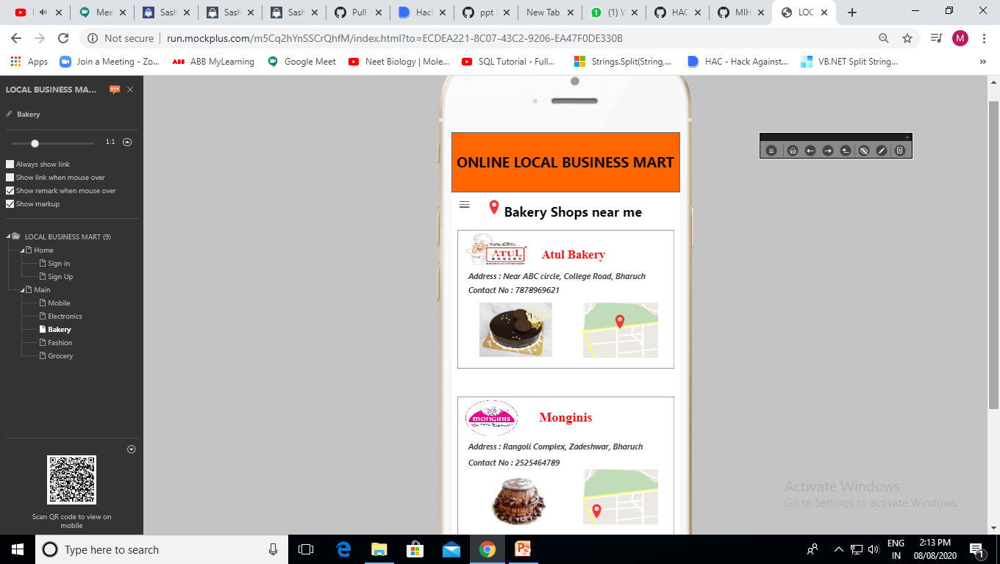 Mee
Sash
Sash
Sash
Pull
Hack
ppt
New Tab
(1) W
HAC
MIH
LOC
Not secure
run.mockplus.com/m5Cq2hYnSSCrQhfM/index.html?to=ECDEA221-8C07-43C2-9206-EA47F0DE330B
M
Apps
Join a Meeting - Zo...
ABB
ABB MyLearning
Google Meet
Neet Biology | Mole...
SQL Tutorial - Full...
Strings.Split(String,...
HAC - Hack Against...
VB.NET Split String...
LOCAL BUSINESS MA...
Bakery
1:1
Always show link
Show link when mouse over
Show remark when mouse over
Show markup
LOCAL BUSINESS MART (9)
Home
Sign in
Sign Up
Main
Mobile
Electronics
Bakery
Fashion
Grocery
Scan QR code to view on
mobile
ONLINE LOCAL BUSINESS MART
Bakery Shops near me
ATUL
BAKERY
Atul Bakery
Address : Near ABC circle, College Road, Bharuch
Contact No : 7878969621
monginis
Monginis
Address : Rangoli Complex, Zadeshwar, Bharuch
Contact No : 2525464789
Activate Windows
Go to Settings to activate Windows.
Type here to search
ENG
IN
2:13 PM
08/08/2020
1